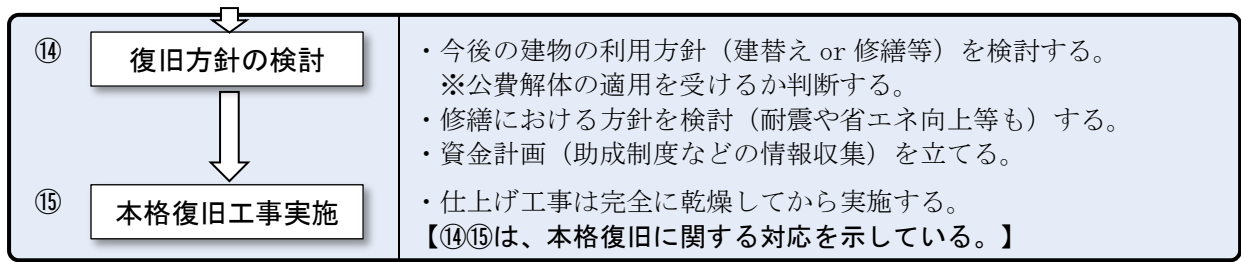 ⑭ 復旧方針の検討
・今後の建物の利用方針（建替え or 修繕等）を検討する。
※公費解体の適用を受けるか判断する。
・修繕における方針を検討（耐震や省エネ向上等も）する。
・資金計画（助成制度などの情報収集）を立てる。
⑮ 本格復旧工事実施
・仕上げ工事は完全に乾燥してから実施する。
【⑭⑮は、本格復旧に関する対応を示している。】